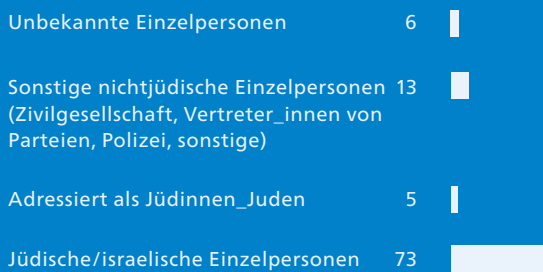 Unbekannte Einzelpersonen 6
Sonstige nichtjüdische Einzelpersonen 13
(Zivilgesellschaft, Vertreter_innen von
Parteien, Polizei, sonstige)
Adressiert als Jüdinnen_Juden 5
Jüdische/israelische Einzelpersonen 73